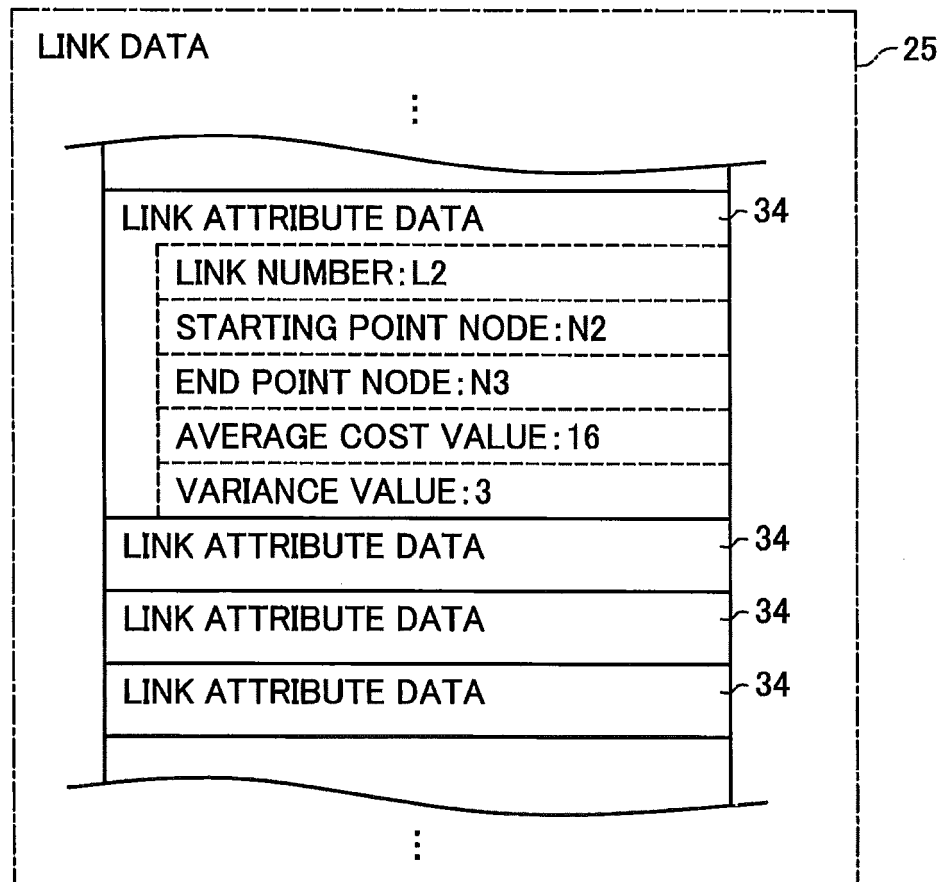 LINK DATA
25
⋮
LINK ATTRIBUTE DATA 34
LINK NUMBER:L2
STARTING POINT NODE:N2
END POINT NODE:N3
AVERAGE COST VALUE:16
VARIANCE VALUE:3
LINK ATTRIBUTE DATA 34
LINK ATTRIBUTE DATA 34
LINK ATTRIBUTE DATA 34
⋮